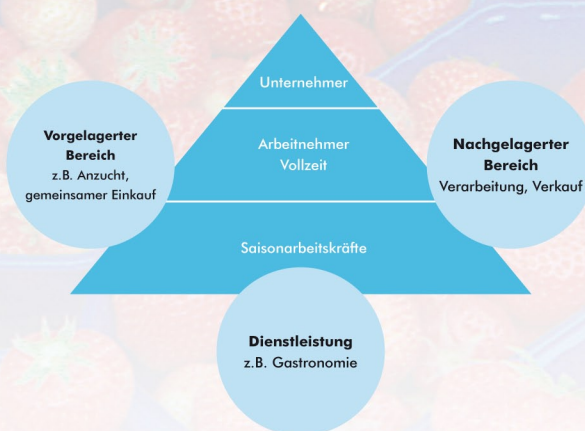 Unternehmer
Arbeitnehmer
Vollzeit
Saisonarbeitskräfte
Vorgelagerter
Bereich
z.B. Anzucht,
gemeinsamer Einkauf
Nachgelagerter
Bereich
Verarbeitung, Verkauf
Dienstleistung
z.B. Gastronomie